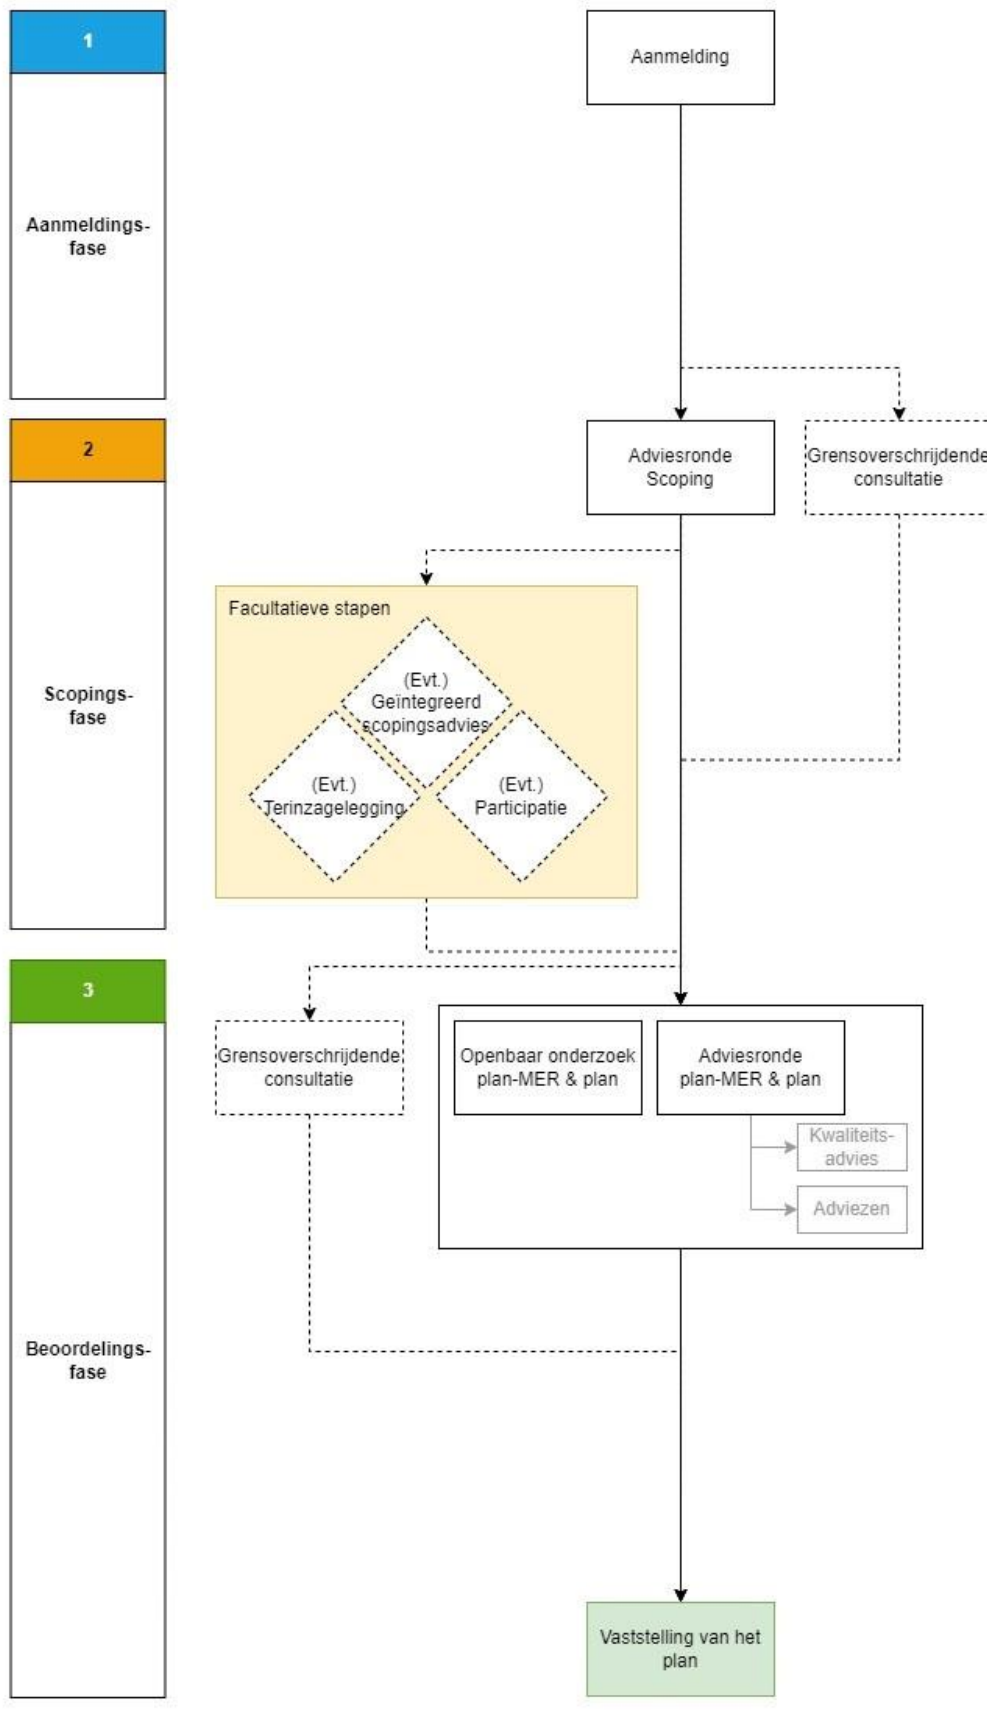 1
Aanmeldings-
fase
Aanmelding
2
Scopings-
fase
Adviesronde
Scoping
Grensoverschrijdende
consultatie
Facultatieve stapen
(Evt.)
Geïntegreerd
scopingsadvies
(Evt.)
Terinzagelegging
(Evt.)
Participatie
3
Beoordelings-
fase
Grensoverschrijdende
consultatie
Openbaar onderzoek
plan-MER & plan
Adviesronde
plan-MER & plan
Kwaliteits-
advies
Adviezen
Vaststelling van het
plan